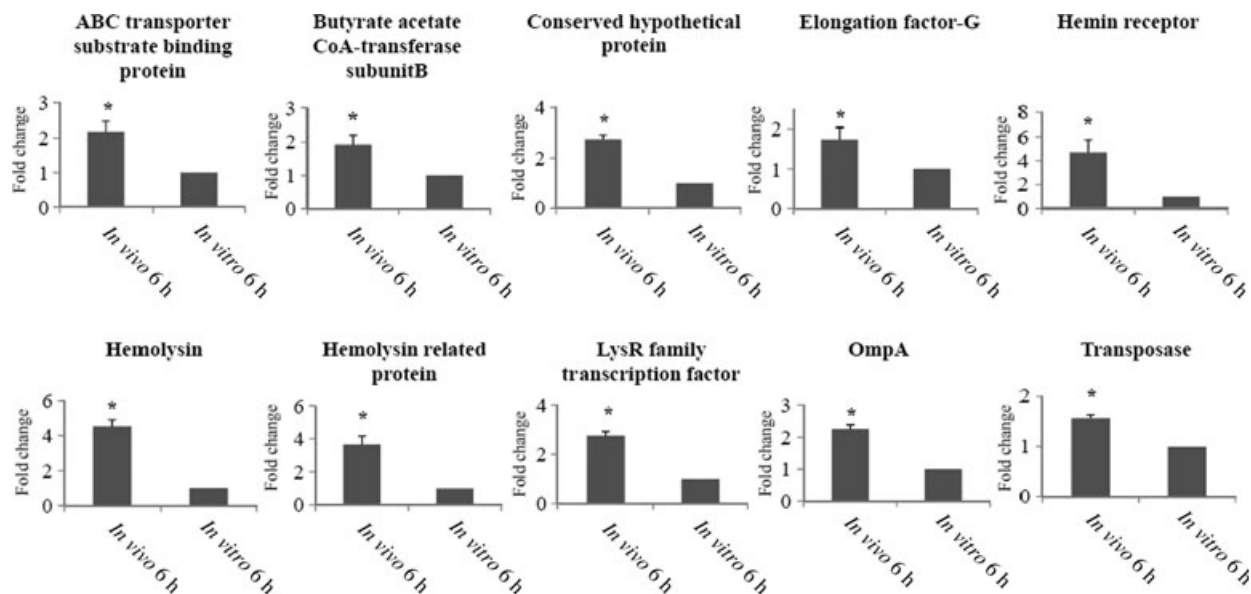 ABC transporter
substrate binding
protein
Fold change
3
2
1
0
*
In vivo 6 h
In vitro 6 h
Butyrate acetate
CoA-transferase
subunitB
Fold change
3
2
1
0
*
In vivo 6 h
In vitro 6 h
Conserved hypothetical
protein
Fold change
4
2
0
*
In vivo 6 h
In vitro 6 h
Elongation factor-G
Fold change
2
1
0
*
In vivo 6 h
In vitro 6 h
Hemin receptor
Fold change
8
6
4
2
0
*
In vivo 6 h
In vitro 6 h
Hemolysin
Fold change
6
4
2
0
*
In vivo 6 h
In vitro 6 h
Hemolysin related
protein
Fold change
6
4
2
0
*
In vivo 6 h
In vitro 6 h
LysR family
transcription factor
Fold change
4
2
0
*
In vivo 6 h
In vitro 6 h
OmpA
Fold change
3
2
1
0
*
In vivo 6 h
In vitro 6 h
Transposase
Fold change
2
1
0
*
In vivo 6 h
In vitro 6 h